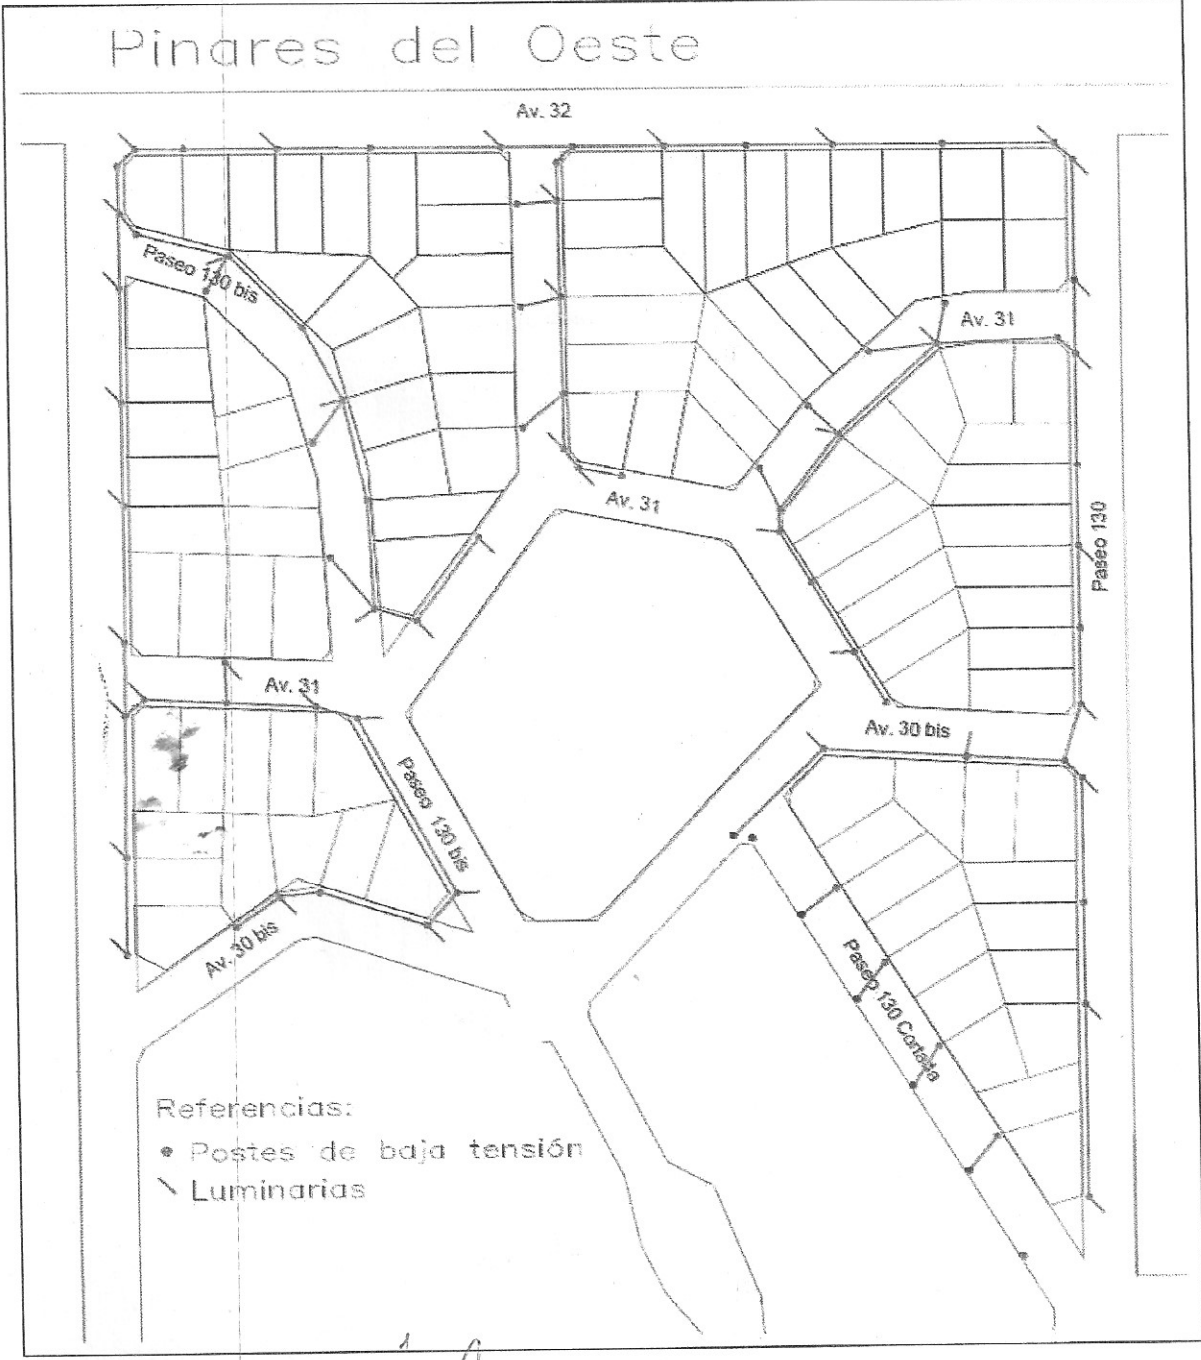 Pinares del Oeste
Av. 32
Paseo 130 bis
Av. 31
Av. 31
Paseo 130
Av. 31
Av. 30 bis
Paseo 130 bis
Av. 30 bis
Paseo 130 Cortada
Referencias:
Postes de baja tensión
Luminarias